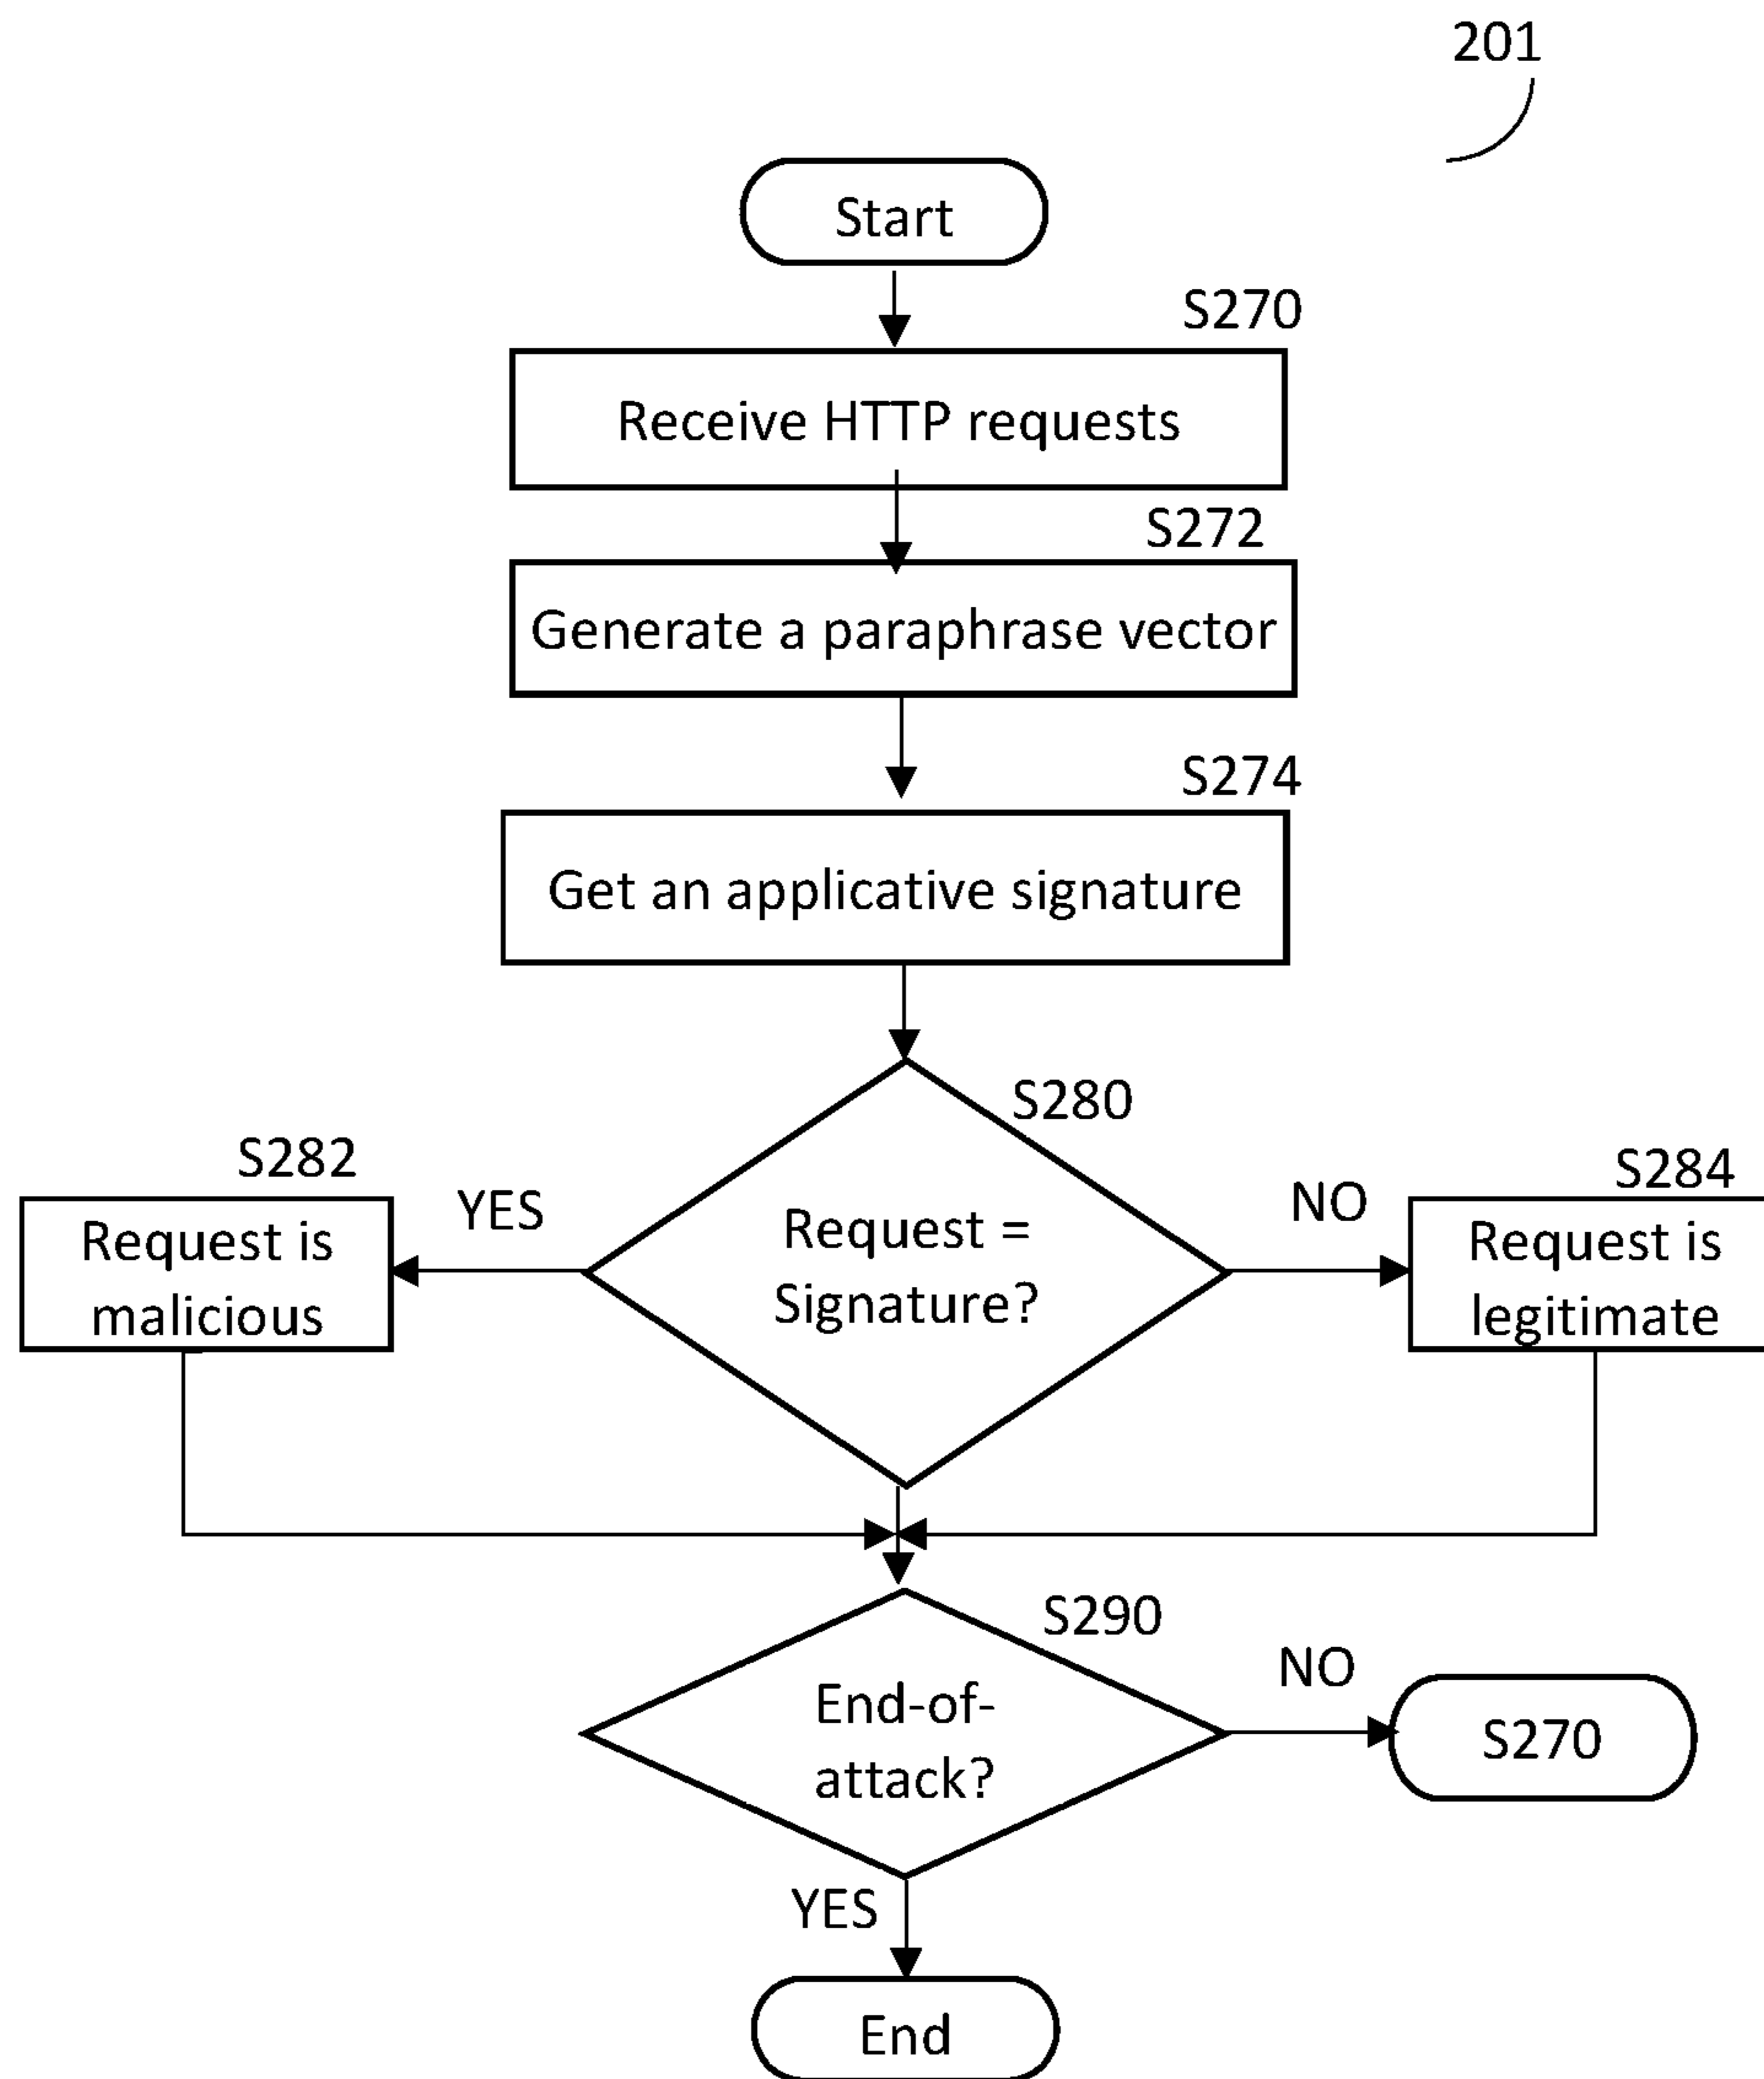 201
Start
S270
Receive HTTP requests
S272
Generate a paraphrase vector
S274
Get an applicative signature
S280
Request =
Signature?
S282
YES
Request is
malicious
NO
S284
Request is
legitimate
S290
End-of-
attack?
NO
S270
YES
End